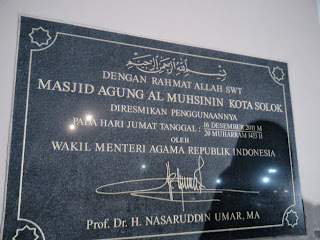 بسم الله الرحمن الرحيم
DENGAN RAHMAT ALLAH SWT
MASJID AGUNG AL MUHSININ KOTA SOLOK
DIRESMIKAN PENGGUNAANNYA
PADA HARI JUMAT TANGGAL : 16 DESEMBER 2011 M
20 MUHARRAM 1433 H
OLEH
WAKIL MENTERI AGAMA REPUBLIK INDONESIA
Prof. Dr. H. NASARUDDIN UMAR, MA